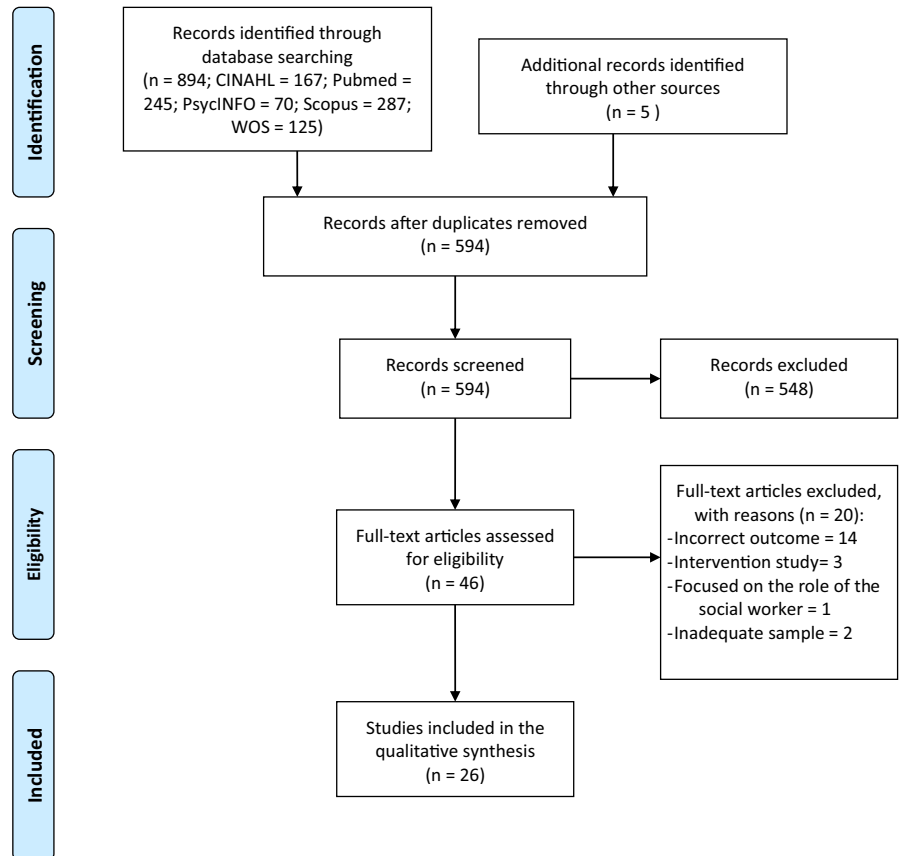 Identification
Records identified through
database searching
(n = 894; CINAHL = 167; Pubmed =
245; PsycINFO = 70; Scopus = 287;
WOS = 125)
Additional records identified
through other sources
(n = 5 )
Records after duplicates removed
(n = 594)
Screening
Records screened
(n = 594)
Records excluded
(n = 548)
Eligibility
Full-text articles assessed
for eligibility
(n = 46)
Full-text articles excluded,
with reasons (n = 20):
-Incorrect outcome = 14
-Intervention study= 3
-Focused on the role of the
social worker = 1
-Inadequate sample = 2
Included
Studies included in the
qualitative synthesis
(n = 26)